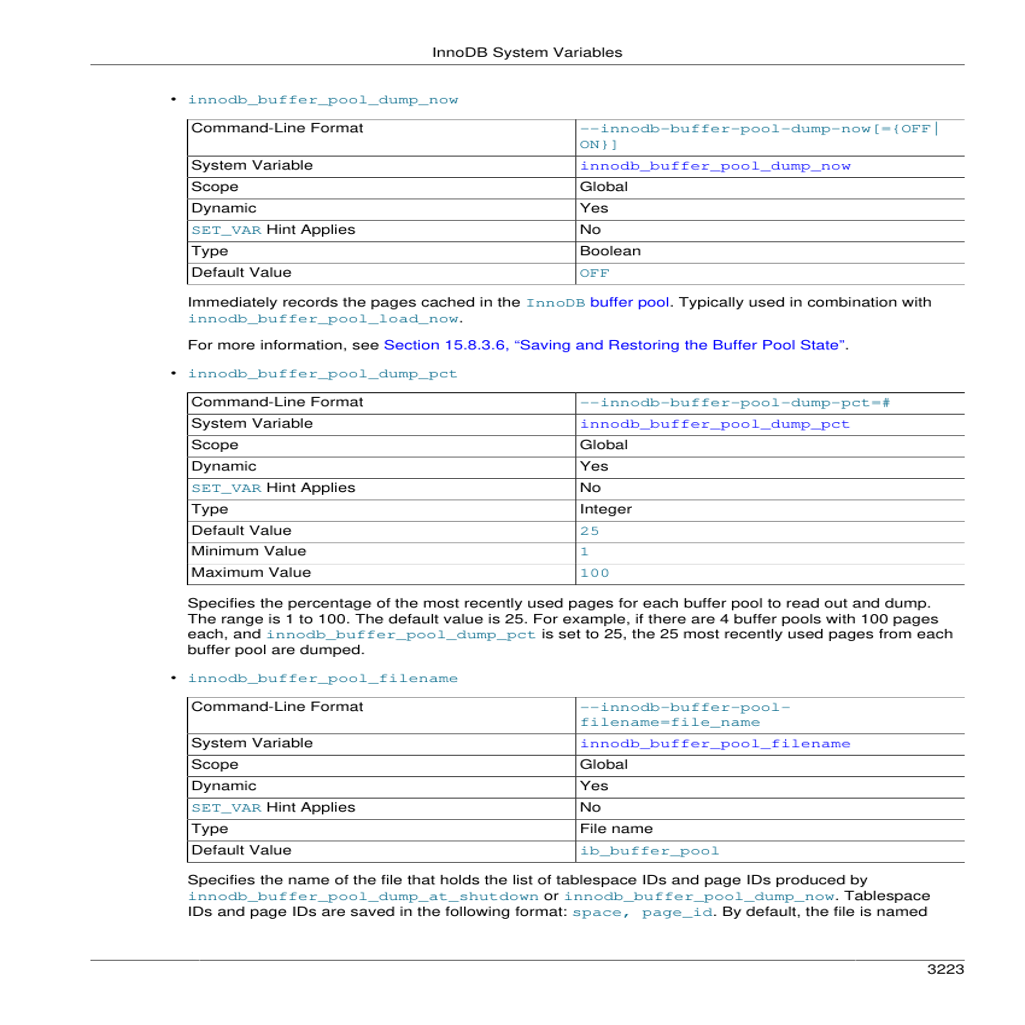 InnoDB System Variables
• innodb_buffer_pool_dump_now
Command-Line Format --innodb-buffer-pool-dump-now[={OFF|
ON}]
System Variable innodb_buffer_pool_dump_now
Scope Global
Dynamic Yes
SET_VAR Hint Applies No
Type Boolean
Default Value OFF
Immediately records the pages cached in the InnoDB buffer pool. Typically used in combination with
innodb_buffer_pool_load_now.
For more information, see Section 15.8.3.6, “Saving and Restoring the Buffer Pool State”.
• innodb_buffer_pool_dump_pct
Command-Line Format --innodb-buffer-pool-dump-pct=#
System Variable innodb_buffer_pool_dump_pct
Scope Global
Dynamic Yes
SET_VAR Hint Applies No
Type Integer
Default Value 25
Minimum Value 1
Maximum Value 100
Specifies the percentage of the most recently used pages for each buffer pool to read out and dump.
The range is 1 to 100. The default value is 25. For example, if there are 4 buffer pools with 100 pages
each, and innodb_buffer_pool_dump_pct is set to 25, the 25 most recently used pages from each
buffer pool are dumped.
• innodb_buffer_pool_filename
Command-Line Format --innodb-buffer-pool-
filename=file_name
System Variable innodb_buffer_pool_filename
Scope Global
Dynamic Yes
SET_VAR Hint Applies No
Type File name
Default Value ib_buffer_pool
Specifies the name of the file that holds the list of tablespace IDs and page IDs produced by
innodb_buffer_pool_dump_at_shutdown or innodb_buffer_pool_dump_now. Tablespace
IDs and page IDs are saved in the following format: space, page_id. By default, the file is named
3223